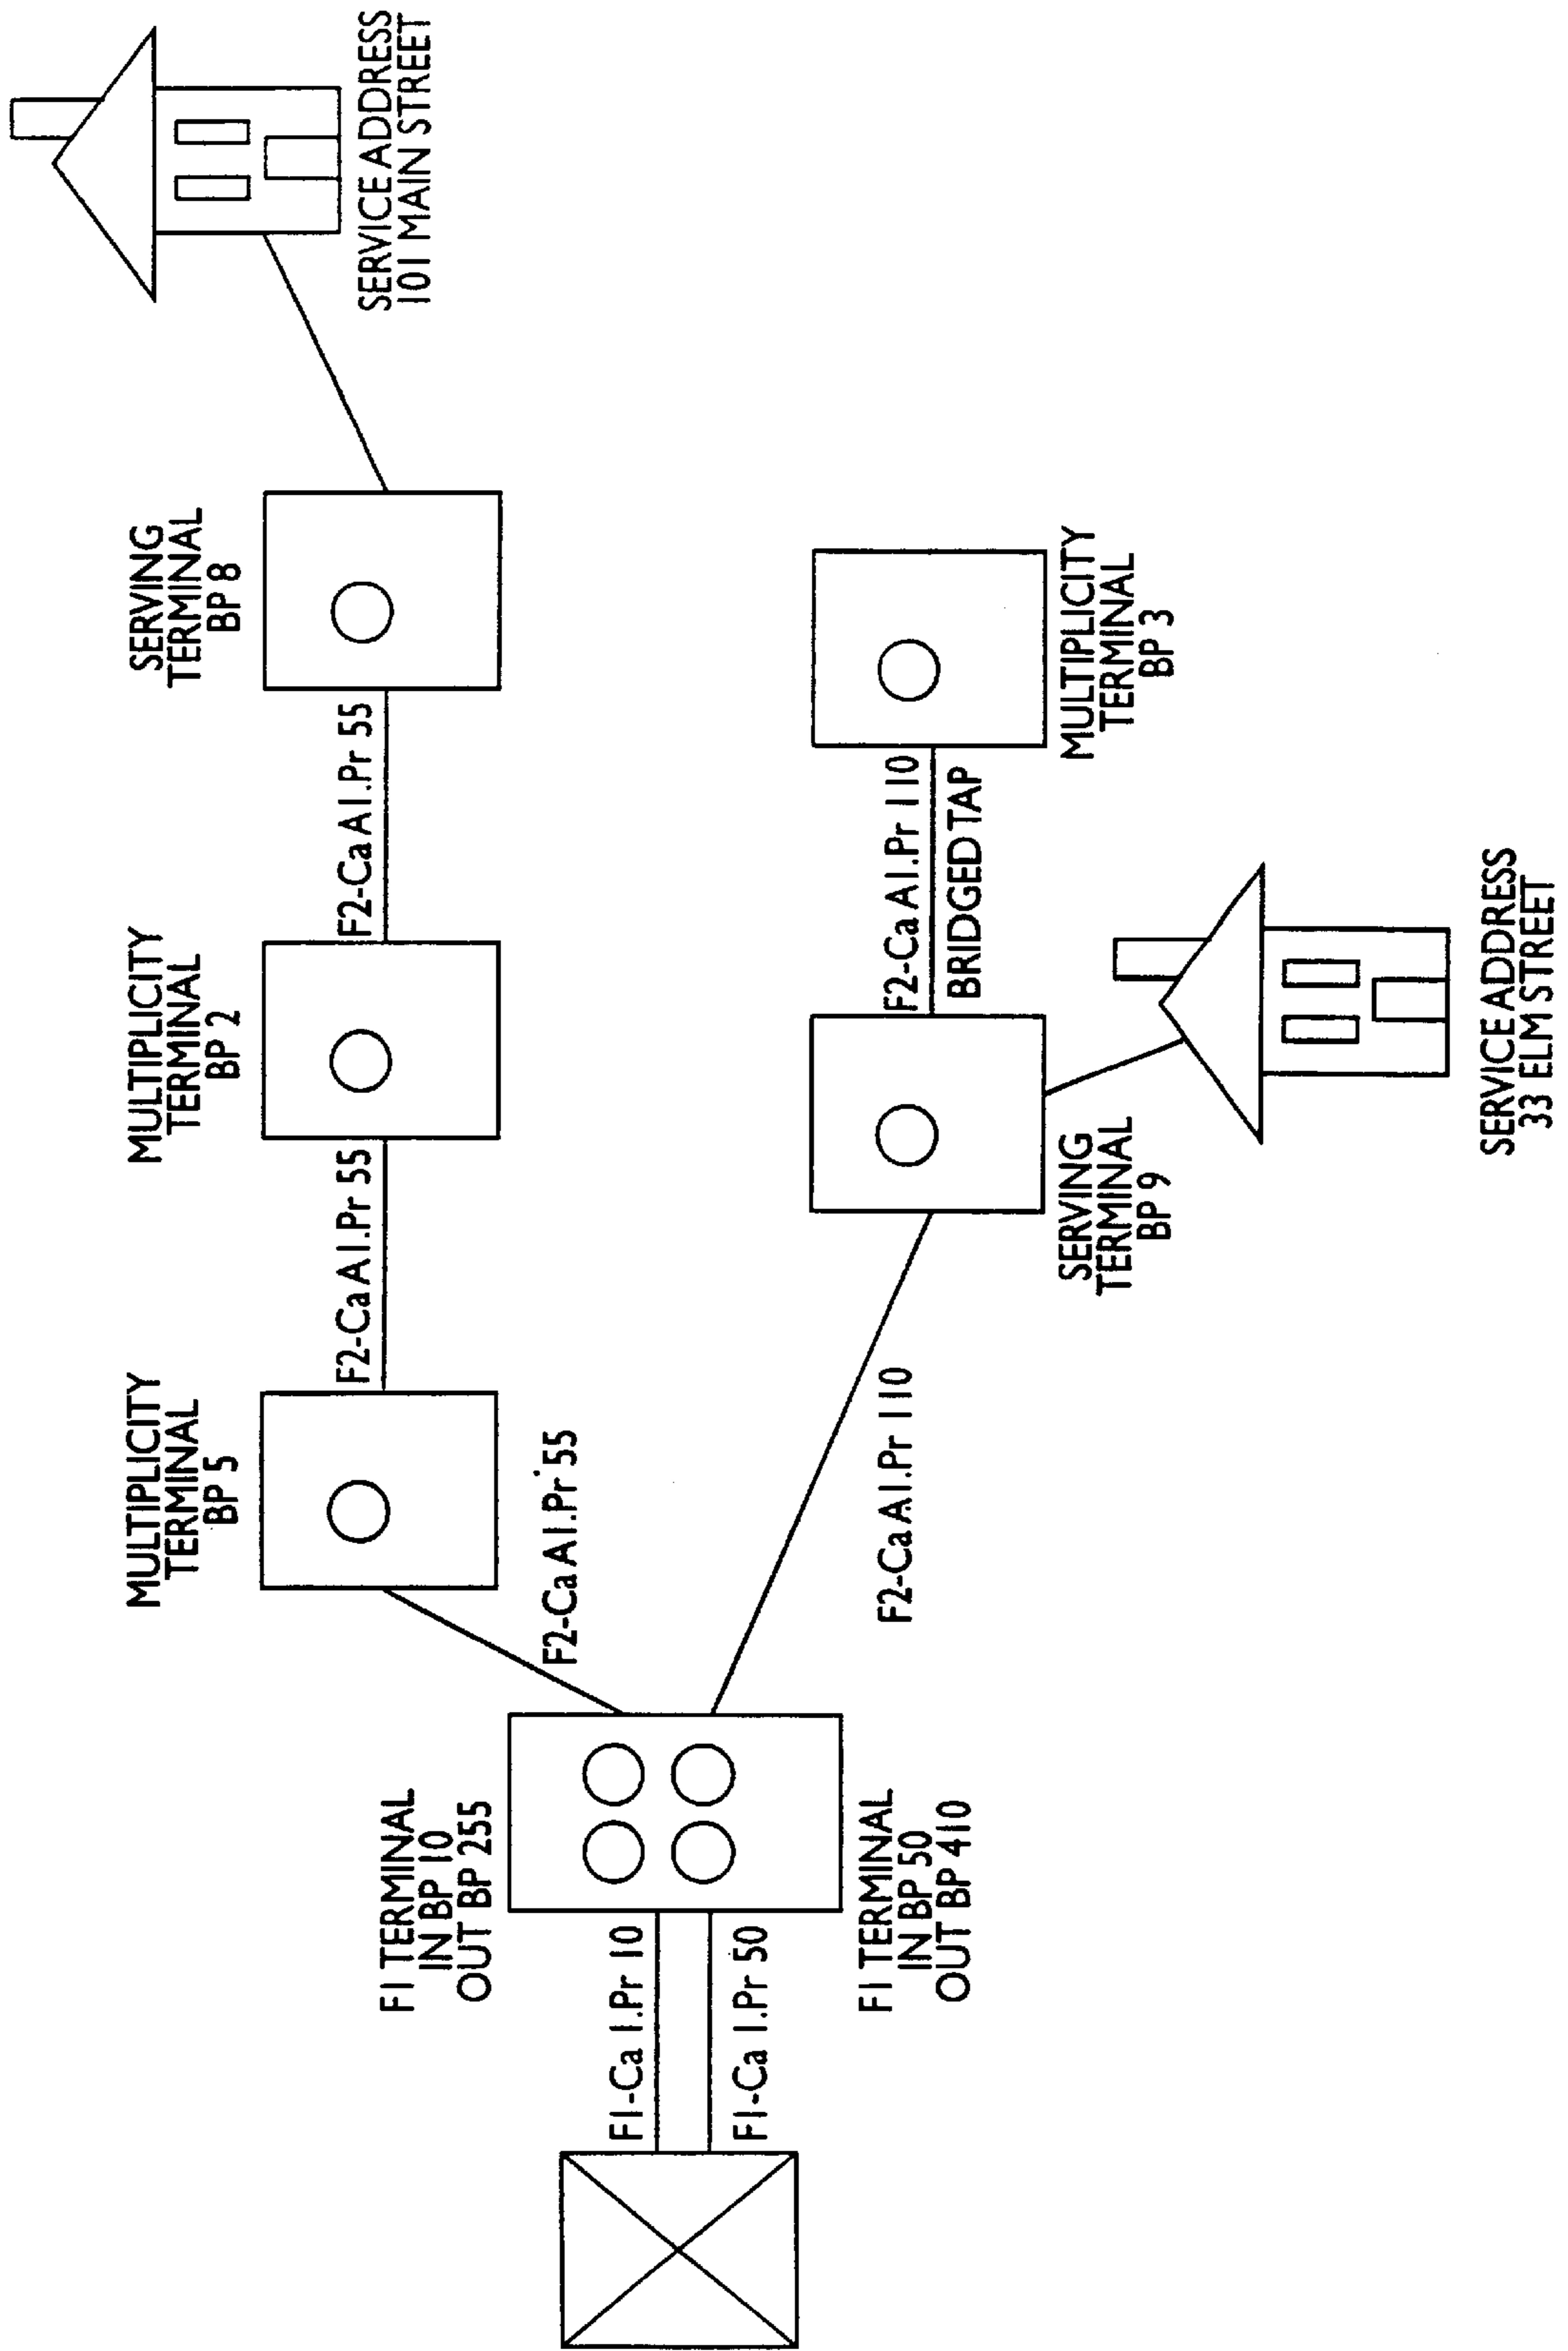 F1 TERMINAL
IN BP 10
OUT BP 255
F1-Ca 1.Pr 10
F1-Ca 1.Pr 50
F1 TERMINAL
IN BP 50
OUT BP 410
MULTIPLICITY
TERMINAL
BP 5
F2-Ca A1.Pr 55
F2-Ca A1.Pr 55
MULTIPLICITY
TERMINAL
BP 2
F2-Ca A1.Pr 55
SERVING
TERMINAL
BP 8
SERVICE ADDRESS
101 MAIN STREET
F2-Ca A1.Pr 110
SERVING
TERMINAL
BP 9
F2-Ca A1.Pr 110
BRIDGED TAP
MULTIPLICITY
TERMINAL
BP 3
SERVICE ADDRESS
33 ELM STREET